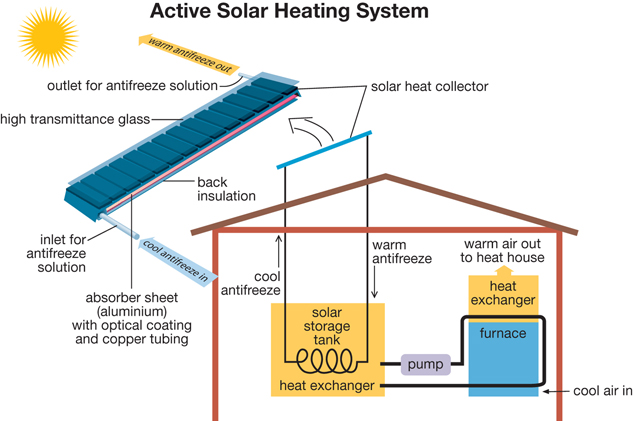 Active Solar Heating System
warm antifreeze out
outlet for antifreeze solution
solar heat collector
high transmittance glass
back
insulation
inlet for
antifreeze
solution
cool antifreeze in
absorber sheet
(aluminium)
with optical coating
and copper tubing
cool
antifreeze
warm
antifreeze
warm air out
to heat house
heat
exchanger
solar
storage
tank
furnace
pump
heat exchanger
cool air in